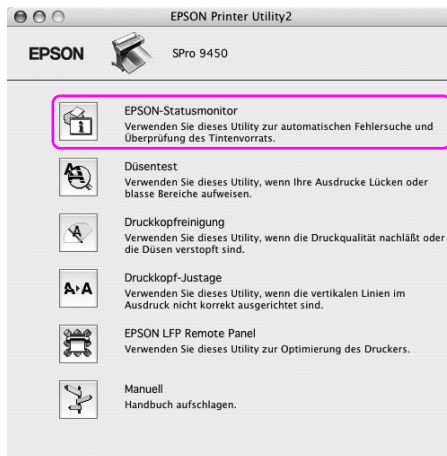 EPSON Printer Utility2
EPSON
SPro 9450
EPSON-Statusmonitor
Verwenden Sie dieses Utility zur automatischen Fehlersuche und
Überprüfung des Tintenvorrats.
Düsentest
Verwenden Sie dieses Utility, wenn Ihre Ausdrucke Lücken oder
blasse Bereiche aufweisen.
Druckkopfreinigung
Verwenden Sie dieses Utility, wenn die Druckqualität nachläßt oder
die Düsen verstopft sind.
A›A
Druckkopf-Justage
Verwenden Sie dieses Utility, wenn die vertikalen Linien im
Ausdruck nicht korrekt ausgerichtet sind.
EPSON LFP Remote Panel
Verwenden Sie dieses Utility zur Optimierung des Druckers.
Manuell
Handbuch aufschlagen.